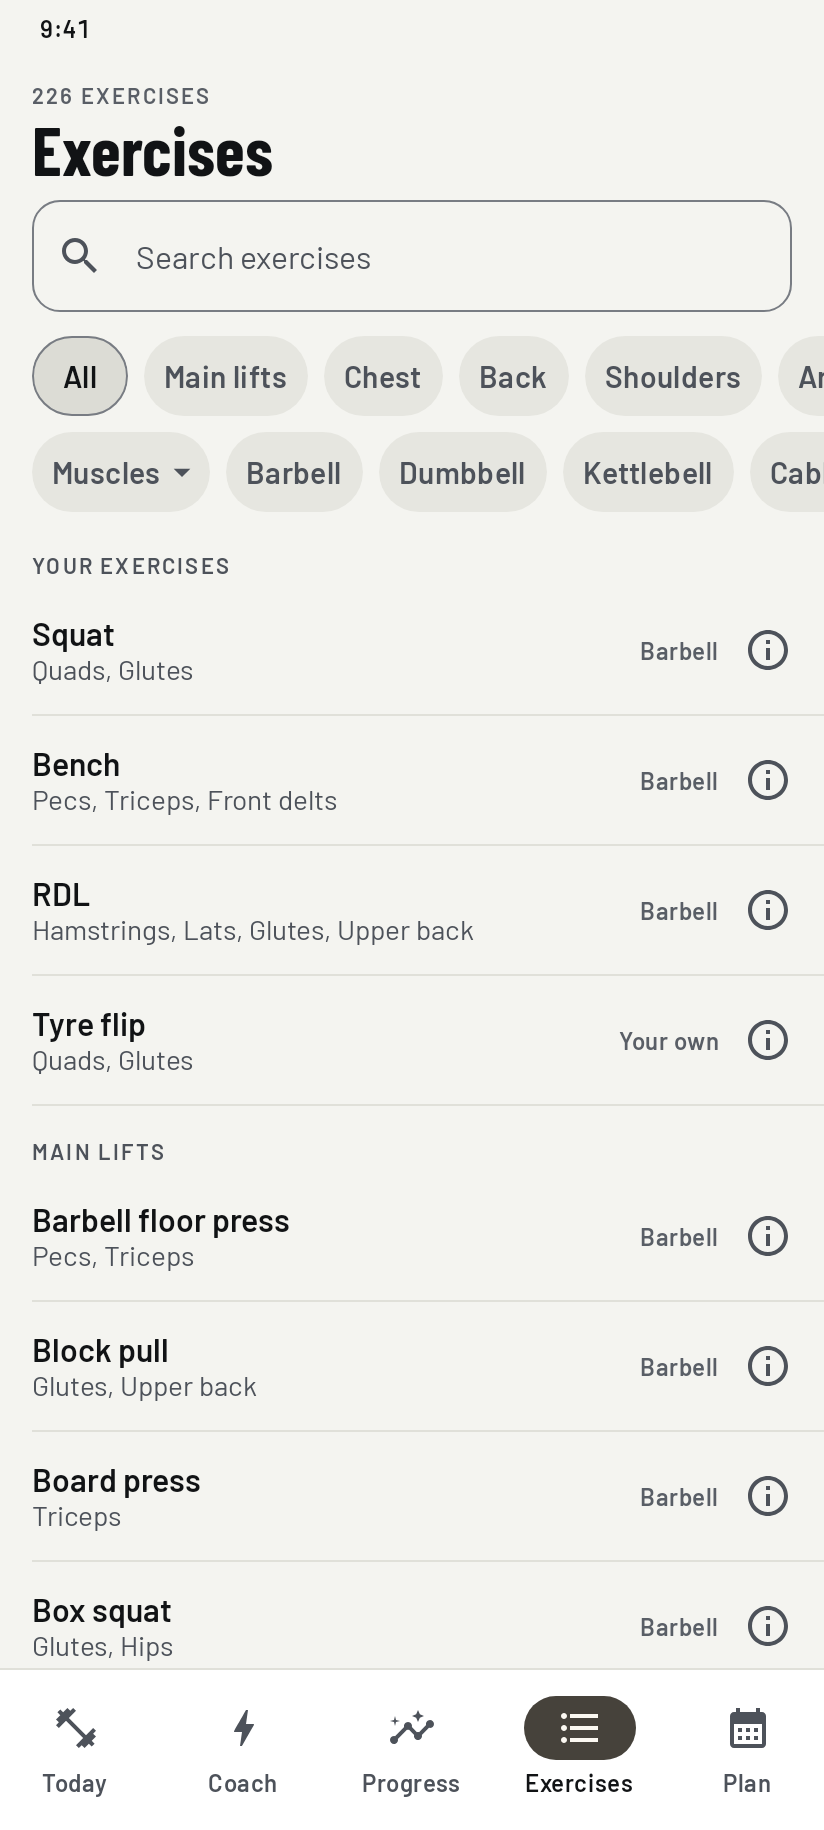 9:41
226 EXERCISES
Exercises
Search exercises
All Main lifts Chest Back Shoulders
Muscles Barbell Dumbbell Kettlebell
YOUR EXERCISES
Squat
Quads, Glutes
Barbell
Bench
Pecs, Triceps, Front delts
Barbell
RDL
Hamstrings, Lats, Glutes, Upper back
Barbell
Tyre flip
Quads, Glutes
Your own
MAIN LIFTS
Barbell floor press
Pecs, Triceps
Barbell
Block pull
Glutes, Upper back
Barbell
Board press
Triceps
Barbell
Box squat
Glutes, Hips
Barbell
Today Coach Progress Exercises Plan